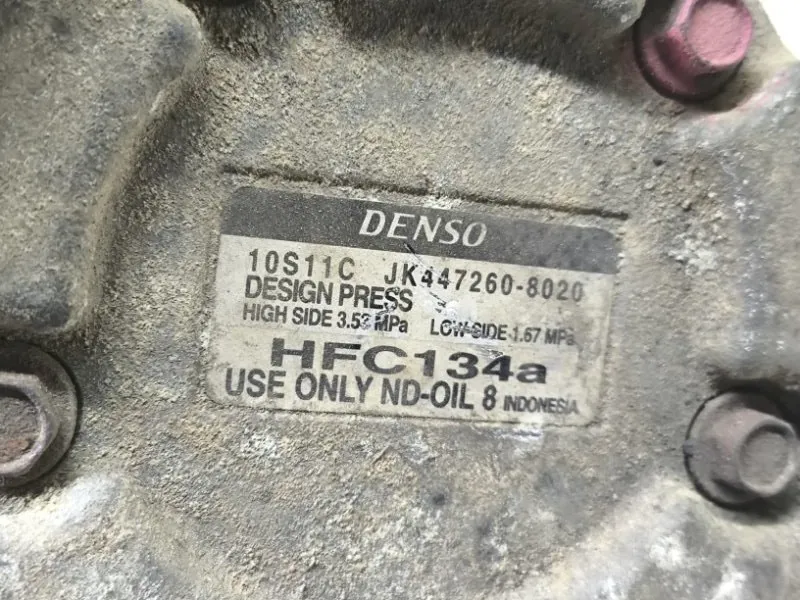 DENSO
10S11C JK447260-8020
DESIGN PRESS
HIGH SIDE 3.53 MPa LOW-SIDE 1.67 MPa
HFC134a
USE ONLY ND-OIL 8 INDONESIA